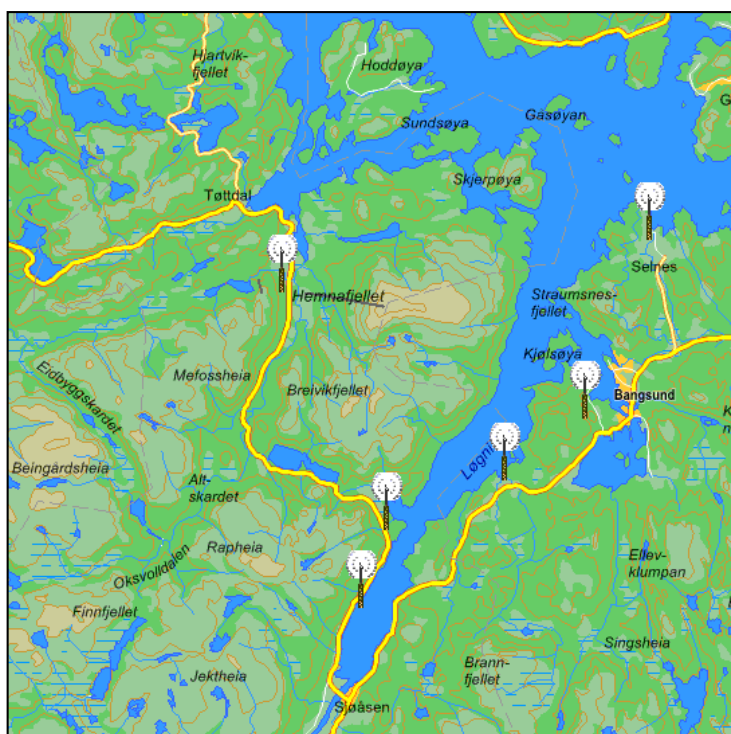 Hjartvik-
fjellet
Hoddøya
G
Gåsøyan
Sundsøya
Skjerpøya
Tøttdal
Selnes
Hemnafjellet
Straumsnes-
fjellet
Kjølsøya
Mefossheia
Eidbyggskardet
Breivikfjellet
Bangsund
K
Beingårdsheia
Løgnin
Alt-
skardet
Rapheia
Oksvolldalen
Ellev-
klumpan
Finnfjellet
Singsheia
Brann-
fjellet
Jektheia
Sjøåsen